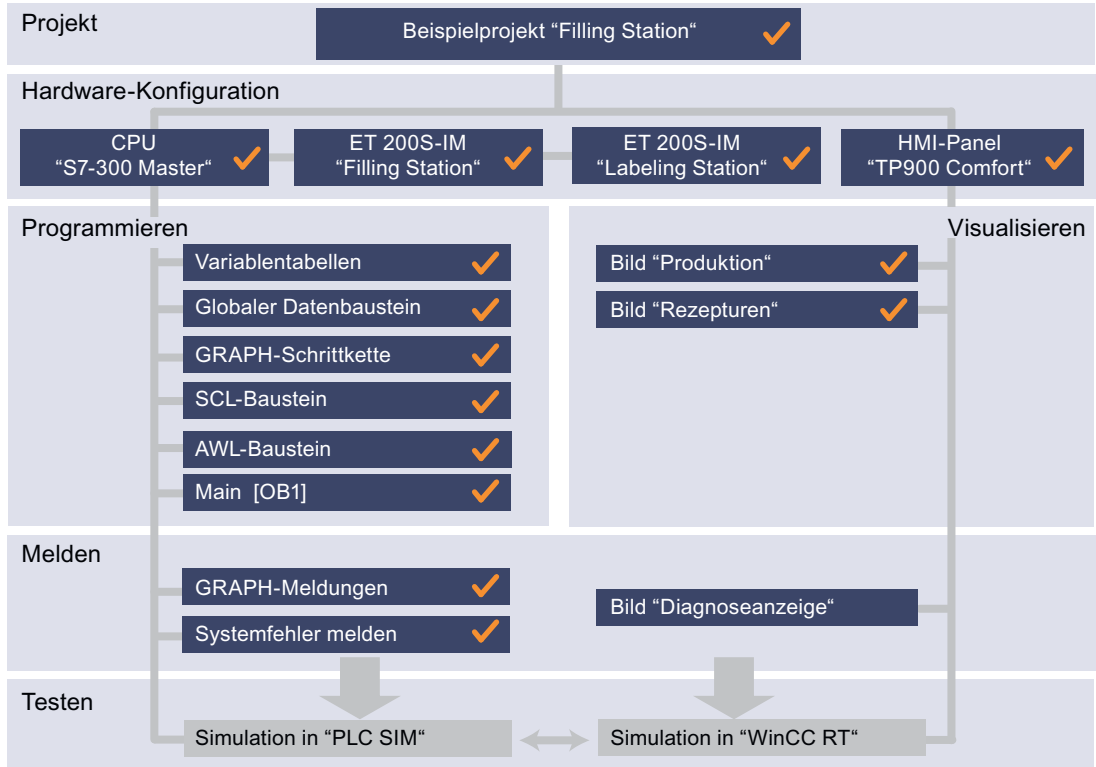 Projekt
Beispielprojekt “Filling Station“
Hardware-Konfiguration
CPU
“S7-300 Master“
ET 200S-IM
“Filling Station“
ET 200S-IM
“Labeling Station“
HMI-Panel
“TP900 Comfort“
Programmieren
Variablentabellen
Globaler Datenbaustein
GRAPH-Schrittkette
SCL-Baustein
AWL-Baustein
Main [OB1]
Visualisieren
Bild “Produktion“
Bild “Rezepturen“
Melden
GRAPH-Meldungen
Systemfehler melden
Bild “Diagnoseanzeige“
Testen
Simulation in “PLC SIM“
Simulation in “WinCC RT“